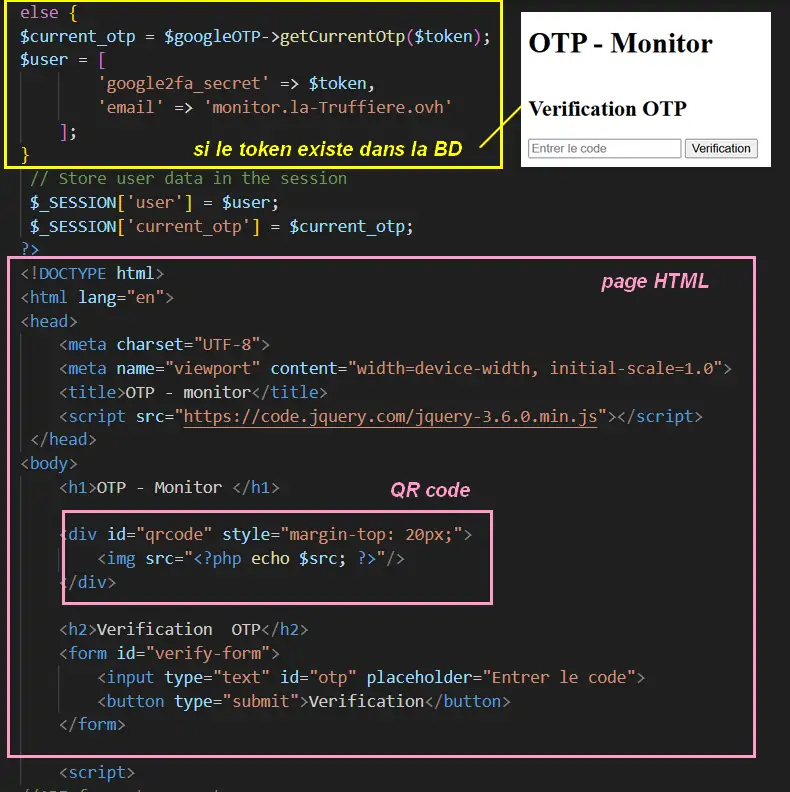 else {
$current_otp = $googleOTP->getCurrentOtp($token);
$user = [
'google2fa_secret' => $token,
'email' => 'monitor.la-Truffiere.ovh'
];
}
si le token existe dans la BD
OTP - Monitor
Verification OTP
Entrer le code
Verification
// Store user data in the session
$_SESSION['user'] = $user;
$_SESSION['current_otp'] = $current_otp;
?>
<!DOCTYPE html>
page HTML
<html lang="en">
<head>
<meta charset="UTF-8">
<meta name="viewport" content="width=device-width, initial-scale=1.0">
<title>OTP - monitor</title>
<script src="https://code.jquery.com/jquery-3.6.0.min.js"></script>
</head>
<body>
<h1>OTP - Monitor </h1>
QR code
<div id="qrcode" style="margin-top: 20px;">
<img src="<?php echo $src; ?>"/>
</div>
<h2>Verification  OTP</h2>
<form id="verify-form">
<input type="text" id="otp" placeholder="Entrer le code">
<button type="submit">Verification</button>
</form>
<script>